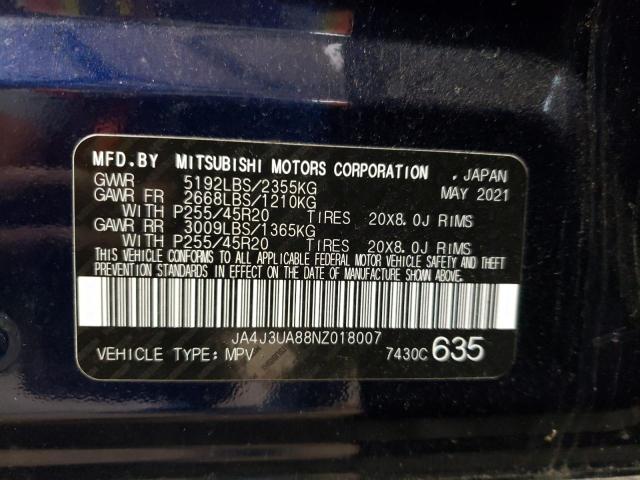 MFD.BY MITSUBISHI MOTORS CORPORATION , JAPAN
GWR 5192LBS/2355KG MAY 2021
GAWR FR 2668LBS/1210KG
WITH P255/45R20 TIRES 20X8.0J RIMS
GAWR RR 3009LBS/1365KG
WITH P255/45R20 TIRES 20X8.0J RIMS
THIS VEHICLE CONFORMS TO ALL APPLICABLE FEDERAL MOTOR VEHICLE SAFETY AND THEFT
PREVENTION STANDARDS IN EFFECT ON THE DATE OF MANUFACTURE SHOWN ABOVE.
JA4J3UA88NZ018007
VEHICLE TYPE: MPV 7430C 635